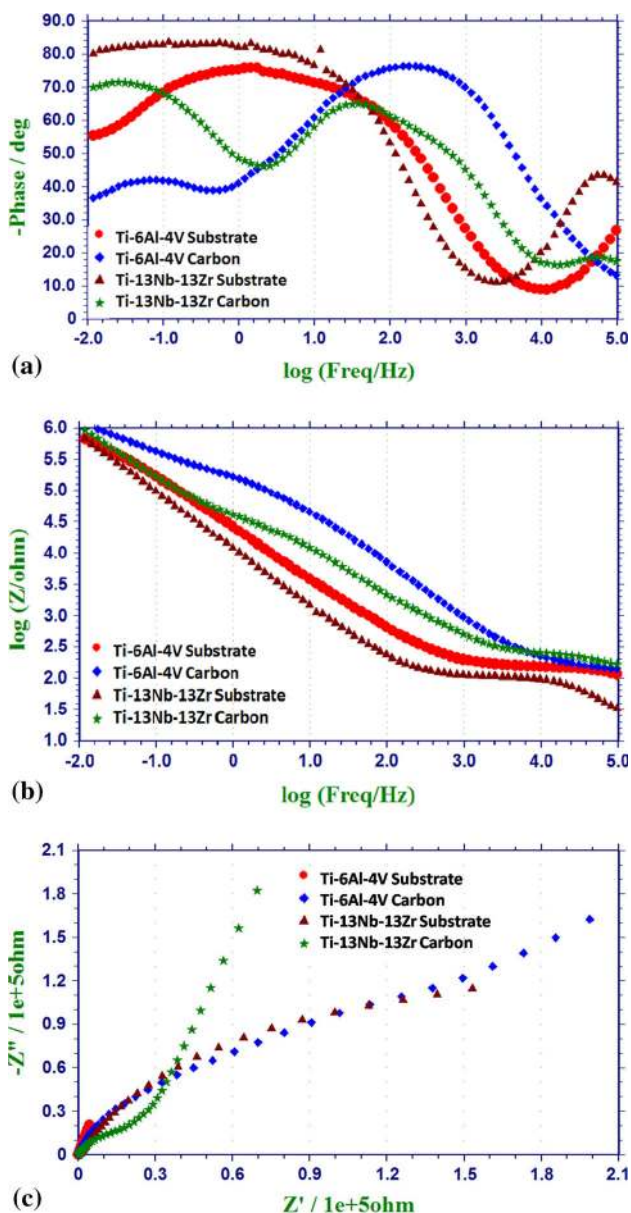 90.0
80.0
70.0
60.0
50.0
40.0
30.0
20.0
10.0
0.0
-Phase / deg
Ti-6Al-4V Substrate
Ti-6Al-4V Carbon
Ti-13Nb-13Zr Substrate
Ti-13Nb-13Zr Carbon
-2.0 -1.0 0 1.0 2.0 3.0 4.0 5.0
(a)
log (Freq/Hz)
6.0
5.0
4.5
4.0
3.5
3.0
2.5
2.0
1.0
log (Z/ohm)
Ti-6Al-4V Substrate
Ti-6Al-4V Carbon
Ti-13Nb-13Zr Substrate
Ti-13Nb-13Zr Carbon
-2.0 -1.0 0 1.0 2.0 3.0 4.0 5.0
(b)
log (Freq/Hz)
2.1
1.8
1.5
1.2
0.9
0.6
0.3
0
-Z" / 1e+5ohm
Ti-6Al-4V Substrate
Ti-6Al-4V Carbon
Ti-13Nb-13Zr Substrate
Ti-13Nb-13Zr Carbon
0 0.3 0.6 0.9 1.2 1.5 1.8 2.1
(c)
Z' / 1e+5ohm